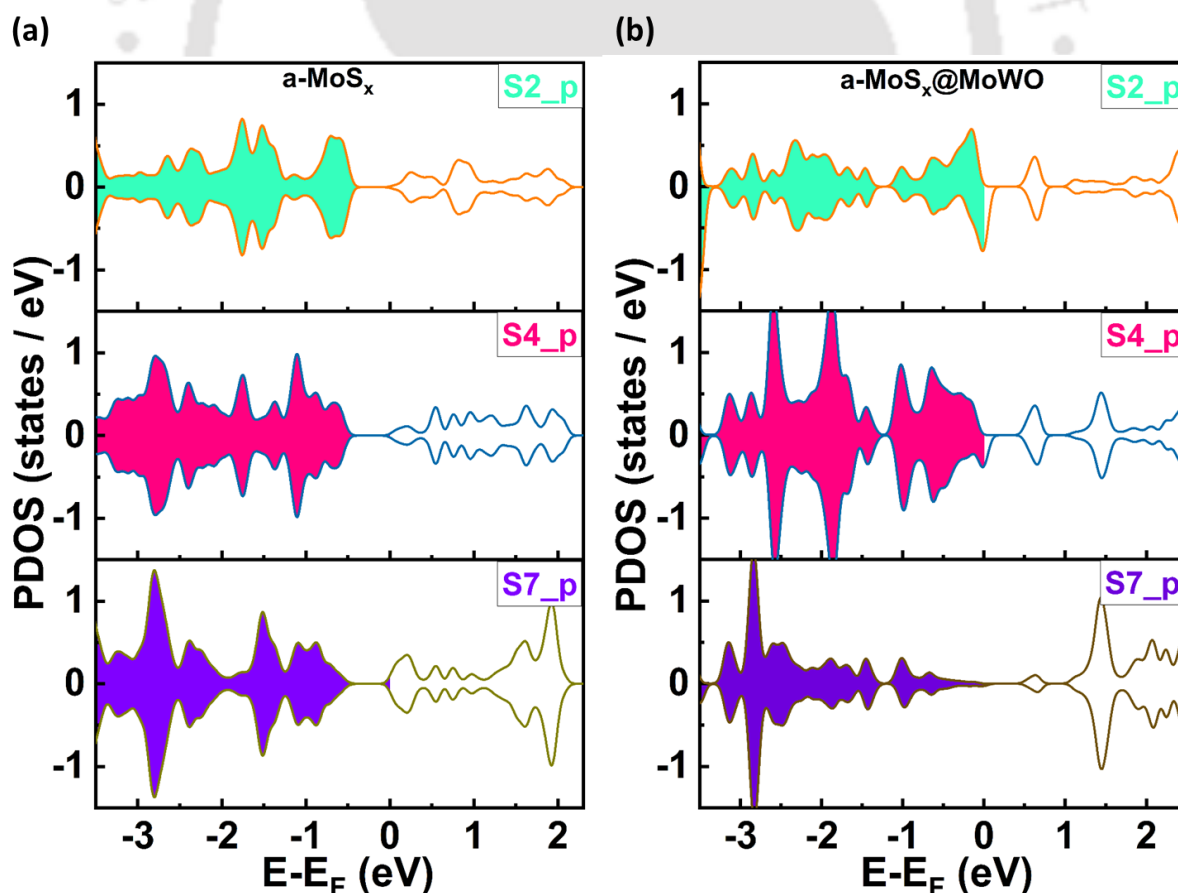 (a)
(b)
a-MoSₓ
S2_p
a-MoSₓ@MoWO
S2_p
1
0
-1
1
0
-1
S4_p
S4_p
1
0
-1
1
0
-1
S7_p
S7_p
1
0
-1
1
0
-1
PDOS (states / eV)
PDOS (states / eV)
-3 -2 -1 0 1 2
-3 -2 -1 0 1 2
E-E_F (eV)
E-E_F (eV)